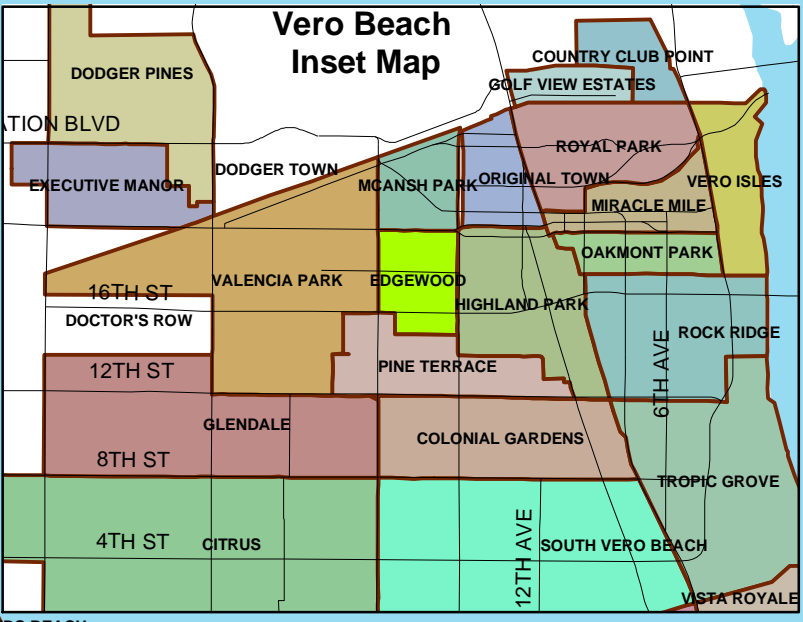 Vero Beach
Inset Map
COUNTRY CLUB POINT
DODGER PINES
GOLF VIEW ESTATES
ATION BLVD
ROYAL PARK
DODGER TOWN
ORIGINAL TOWN
VERO ISLES
EXECUTIVE MANOR
MCANSH PARK
MIRACLE MILE
OAKMONT PARK
VALENCIA PARK
EDGEWOOD
16TH ST
HIGHLAND PARK
DOCTOR'S ROW
ROCK RIDGE
12TH ST
PINE TERRACE
6TH AVE
GLENDALE
COLONIAL GARDENS
8TH ST
TROPIC GROVE
4TH ST
CITRUS
12TH AVE
SOUTH VERO BEACH
VISTA ROYALE
BEACH